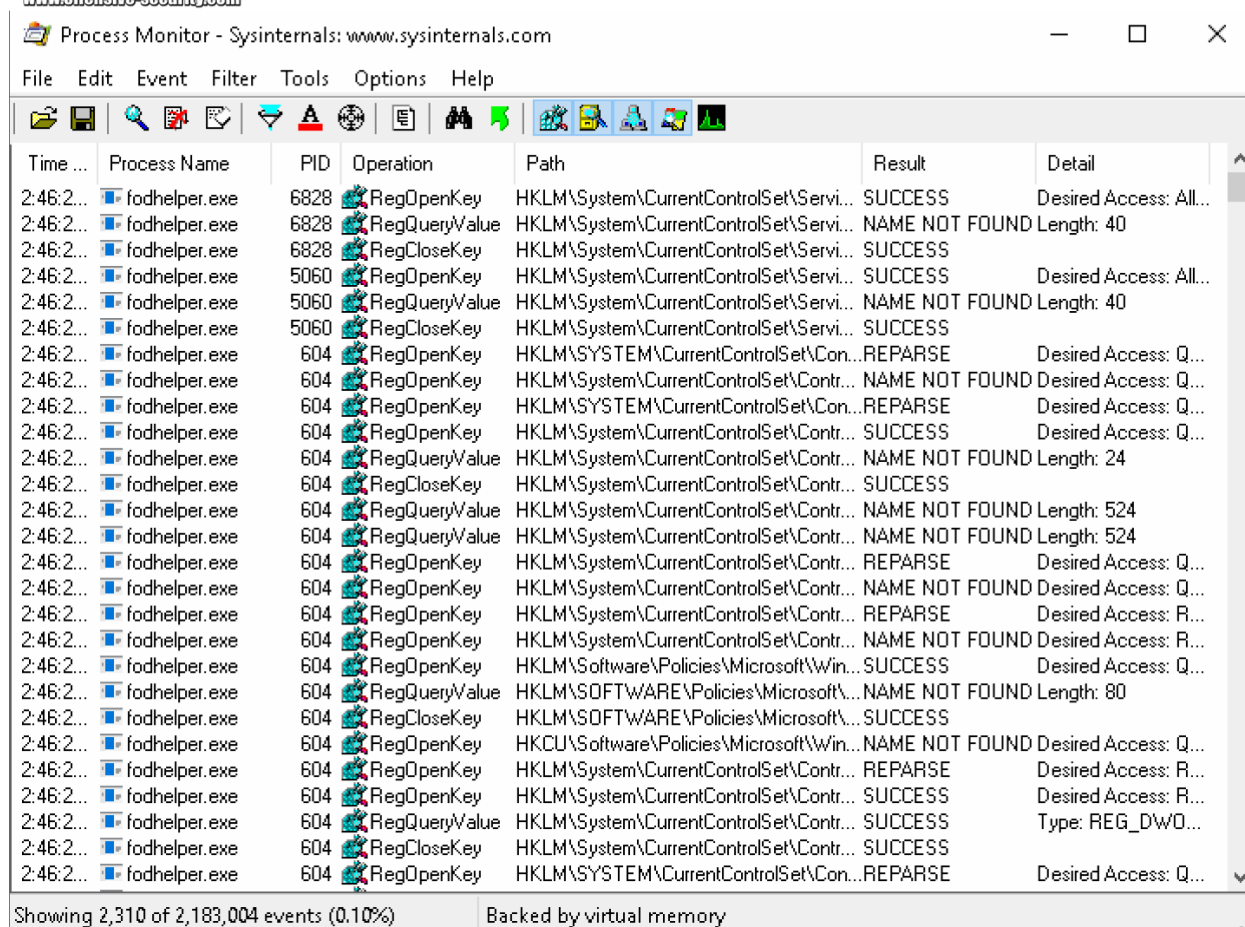 www.offensive-security.com
Process Monitor - Sysinternals: www.sysinternals.com
File Edit Event Filter Tools Options Help
Time ... Process Name PID Operation Path Result Detail
2:46:2... fodhelper.exe 6828 RegOpenKey HKLM\System\CurrentControlSet\Servi... SUCCESS Desired Access: All...
2:46:2... fodhelper.exe 6828 RegQueryValue HKLM\System\CurrentControlSet\Servi... NAME NOT FOUND Length: 40
2:46:2... fodhelper.exe 6828 RegCloseKey HKLM\System\CurrentControlSet\Servi... SUCCESS
2:46:2... fodhelper.exe 5060 RegOpenKey HKLM\System\CurrentControlSet\Servi... SUCCESS Desired Access: All...
2:46:2... fodhelper.exe 5060 RegQueryValue HKLM\System\CurrentControlSet\Servi... NAME NOT FOUND Length: 40
2:46:2... fodhelper.exe 5060 RegCloseKey HKLM\System\CurrentControlSet\Servi... SUCCESS
2:46:2... fodhelper.exe 604 RegOpenKey HKLM\SYSTEM\CurrentControlSet\Con... REPARSE Desired Access: Q...
2:46:2... fodhelper.exe 604 RegOpenKey HKLM\System\CurrentControlSet\Contr... NAME NOT FOUND Desired Access: Q...
2:46:2... fodhelper.exe 604 RegOpenKey HKLM\SYSTEM\CurrentControlSet\Con... REPARSE Desired Access: Q...
2:46:2... fodhelper.exe 604 RegOpenKey HKLM\System\CurrentControlSet\Contr... SUCCESS Desired Access: Q...
2:46:2... fodhelper.exe 604 RegQueryValue HKLM\System\CurrentControlSet\Contr... NAME NOT FOUND Length: 24
2:46:2... fodhelper.exe 604 RegCloseKey HKLM\System\CurrentControlSet\Contr... SUCCESS
2:46:2... fodhelper.exe 604 RegQueryValue HKLM\System\CurrentControlSet\Contr... NAME NOT FOUND Length: 524
2:46:2... fodhelper.exe 604 RegQueryValue HKLM\System\CurrentControlSet\Contr... NAME NOT FOUND Length: 524
2:46:2... fodhelper.exe 604 RegOpenKey HKLM\System\CurrentControlSet\Contr... REPARSE Desired Access: Q...
2:46:2... fodhelper.exe 604 RegOpenKey HKLM\System\CurrentControlSet\Contr... NAME NOT FOUND Desired Access: Q...
2:46:2... fodhelper.exe 604 RegOpenKey HKLM\System\CurrentControlSet\Contr... REPARSE Desired Access: R...
2:46:2... fodhelper.exe 604 RegOpenKey HKLM\System\CurrentControlSet\Contr... NAME NOT FOUND Desired Access: R...
2:46:2... fodhelper.exe 604 RegOpenKey HKLM\Software\Policies\Microsoft\Win... SUCCESS Desired Access: Q...
2:46:2... fodhelper.exe 604 RegQueryValue HKLM\SOFTWARE\Policies\Microsoft\... NAME NOT FOUND Length: 80
2:46:2... fodhelper.exe 604 RegCloseKey HKLM\SOFTWARE\Policies\Microsoft\... SUCCESS
2:46:2... fodhelper.exe 604 RegOpenKey HKCU\Software\Policies\Microsoft\Win... NAME NOT FOUND Desired Access: Q...
2:46:2... fodhelper.exe 604 RegOpenKey HKLM\System\CurrentControlSet\Contr... REPARSE Desired Access: R...
2:46:2... fodhelper.exe 604 RegOpenKey HKLM\System\CurrentControlSet\Contr... SUCCESS Desired Access: R...
2:46:2... fodhelper.exe 604 RegQueryValue HKLM\System\CurrentControlSet\Contr... SUCCESS Type: REG_DWO...
2:46:2... fodhelper.exe 604 RegCloseKey HKLM\System\CurrentControlSet\Contr... SUCCESS
2:46:2... fodhelper.exe 604 RegOpenKey HKLM\SYSTEM\CurrentControlSet\Con... REPARSE Desired Access: Q...
Showing 2,310 of 2,183,004 events (0.10%) Backed by virtual memory